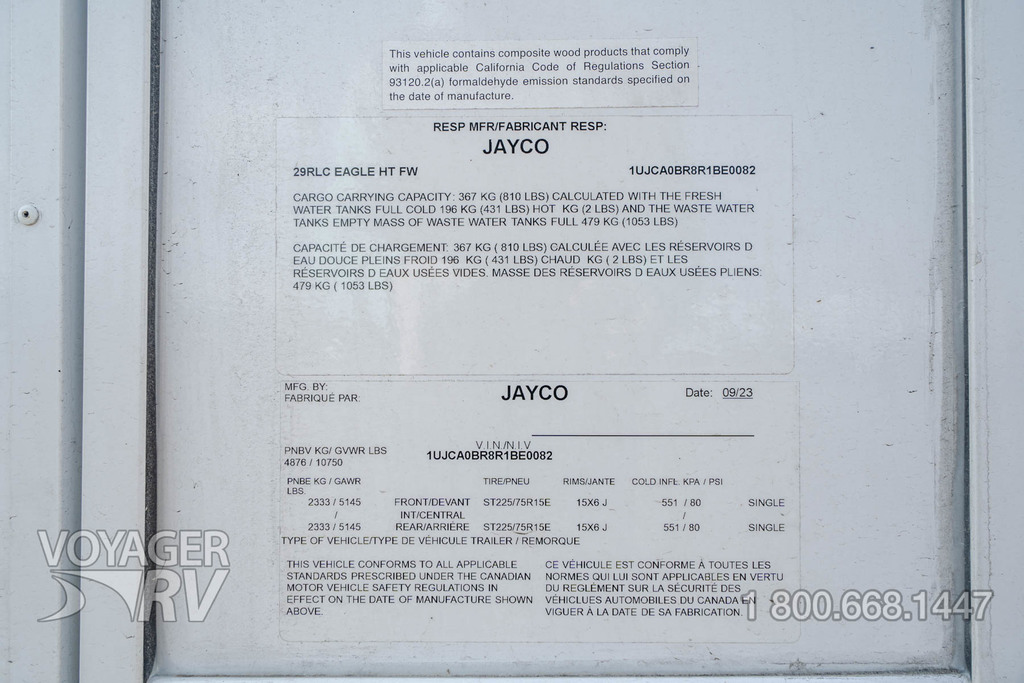 This vehicle contains composite wood products that comply
with applicable California Code of Regulations Section
93120.2(a) formaldehyde emission standards specified on
the date of manufacture.
RESP MFR/FABRICANT RESP:
JAYCO
29RLC EAGLE HT FW 1UJCA0BR8R1BE0082
CARGO CARRYING CAPACITY: 367 KG (810 LBS) CALCULATED WITH THE FRESH
WATER TANKS FULL COLD 196 KG (431 LBS) HOT KG (2 LBS) AND THE WASTE WATER
TANKS EMPTY MASS OF WASTE WATER TANKS FULL 479 KG (1053 LBS)
CAPACITÉ DE CHARGEMENT: 367 KG ( 810 LBS) CALCULÉE AVEC LES RÉSERVOIRS D
EAU DOUCE PLEINS FROID 196 KG ( 431 LBS) CHAUD KG ( 2 LBS) ET LES
RÉSERVOIRS D EAUX USÉES VIDES. MASSE DES RÉSERVOIRS D EAUX USÉES PLIENS:
479 KG ( 1053 LBS)
MFG. BY: JAYCO Date: 09/23
FABRIQUÉ PAR:
V.I.N./N.I.V
PNBV KG/ GVWR LBS 1UJCA0BR8R1BE0082
4876 / 10750
PNBE KG / GAWR TIRE/PNEU RIMS/JANTE COLD INFL. KPA / PSI
LBS.
2333 / 5145 FRONT/DEVANT ST225/75R15E 15X6 J 551 / 80 SINGLE
/ INT/CENTRAL /
2333 / 5145 REAR/ARRIÈRE ST225/75R15E 15X6 J 551 / 80 SINGLE
TYPE OF VEHICLE/TYPE DE VÉHICULE TRAILER / REMORQUE
THIS VEHICLE CONFORMS TO ALL APPLICABLE
STANDARDS PRESCRIBED UNDER THE CANADIAN
MOTOR VEHICLE SAFETY REGULATIONS IN
EFFECT ON THE DATE OF MANUFACTURE SHOWN
ABOVE.
CE VÉHICULE EST CONFORME À TOUTES LES
NORMES QUI LUI SONT APPLICABLES EN VERTU
DU REGLEMENT SUR LA SÉCURITÉ DES
VÉHICLES AUTOMOBILES DU CANADA EN
VIGUER À LA DATE DE SA FABRICATION.
VOYAGER
RV
1 800.668.1447